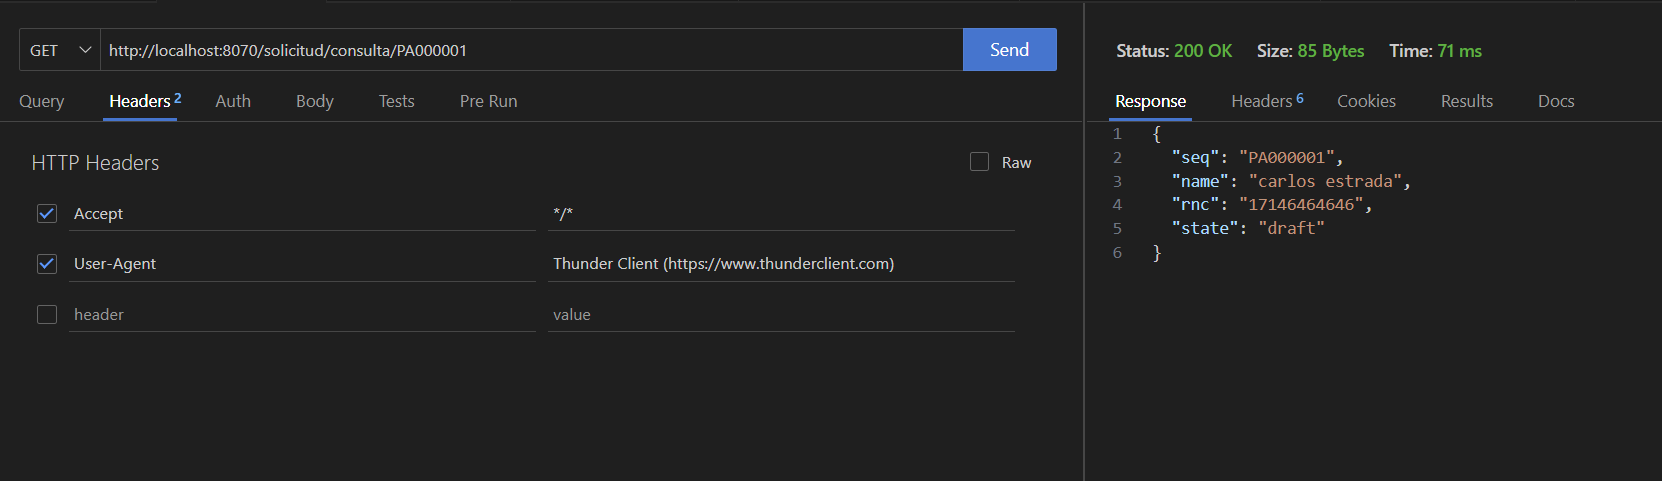 GET http://localhost:8070/solicitud/consulta/PA000001 Send
Query Headers 2 Auth Body Tests Pre Run
HTTP Headers Raw
Accept */*
User-Agent Thunder Client (https://www.thunderclient.com)
header value
Status: 200 OK Size: 85 Bytes Time: 71 ms
Response Headers 6 Cookies Results Docs
1 {
2 "seq": "PA000001",
3 "name": "carlos estrada",
4 "rnc": "17146464646",
5 "state": "draft"
6 }